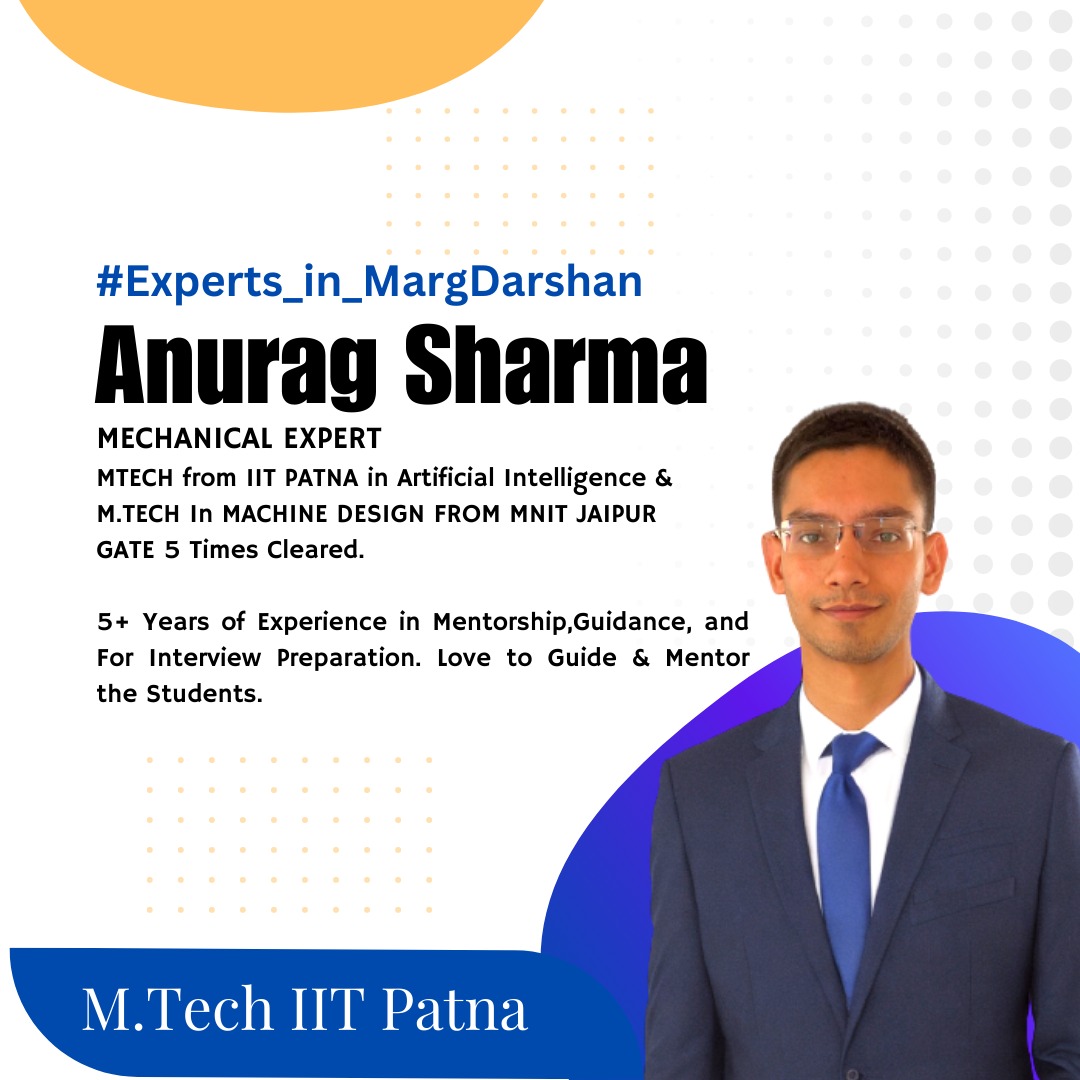 #Experts_in_MargDarshan
Anurag Sharma
MECHANICAL EXPERT
MTECH from IIT PATNA in Artificial Intelligence &
M.TECH In MACHINE DESIGN FROM MNIT JAIPUR
GATE 5 Times Cleared.
5+ Years of Experience in Mentorship,Guidance, and
For Interview Preparation. Love to Guide & Mentor
the Students.
M.Tech IIT Patna